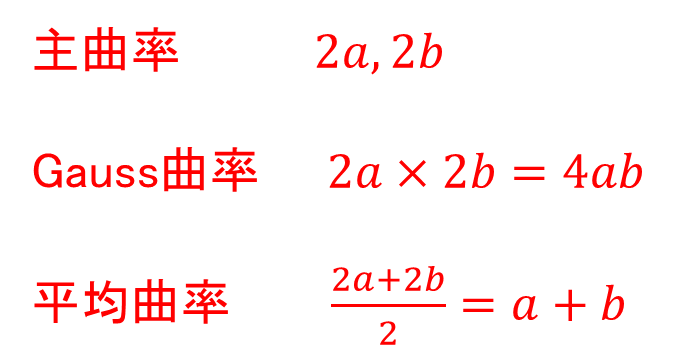 主曲率 2a, 2b
Gauss曲率 2a × 2b = 4ab
平均曲率 \frac{2a+2b}{2} = a + b